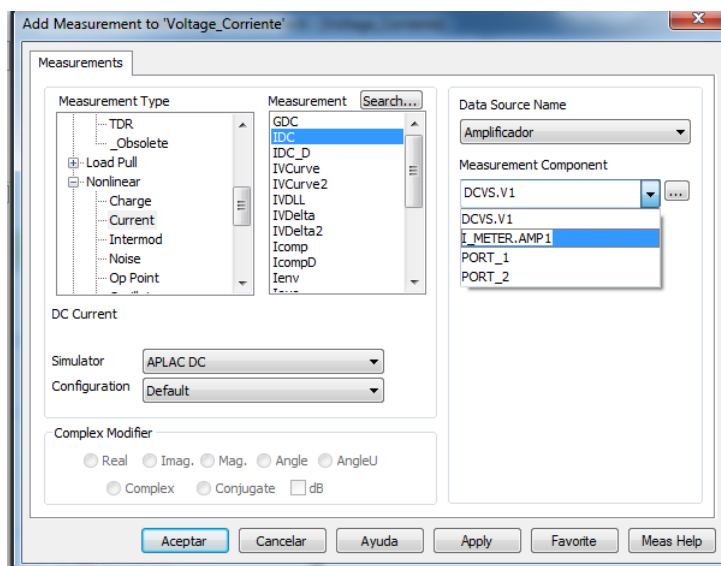 Add Measurement to 'Voltage_Corriente'
Measurements
Measurement Type
TDR
_Obsolete
Load Pull
Nonlinear
Charge
Current
Intermod
Noise
Op Point
Measurement Search...
GDC
IDC
IDC_D
IVCurve
IVCurve2
IVDLL
IVDelta
IVDelta2
Icomp
IcompD
Ienv
Data Source Name
Amplificador
Measurement Component
DCVS.V1 ...
DCVS.V1
I_METER.AMP1
PORT_1
PORT_2
DC Current
Simulator APLAC DC
Configuration Default
Complex Modifier
Real Imag. Mag. Angle AngleU
Complex Conjugate dB
Aceptar Cancelar Ayuda Apply Favorite Meas Help